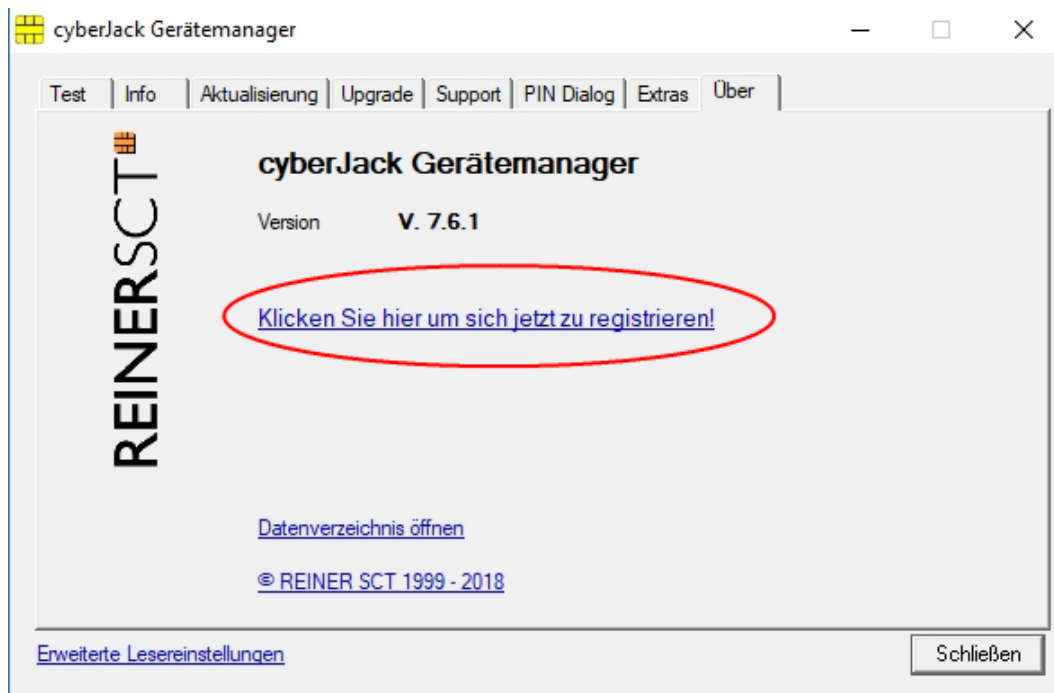 cyberJack Gerätemanager
Test Info Aktualisierung Upgrade Support PIN Dialog Extras Über
REINERSCT
cyberJack Gerätemanager
Version V. 7.6.1
Klicken Sie hier um sich jetzt zu registrieren!
Datenverzeichnis öffnen
© REINER SCT 1999 - 2018
Erweiterte Lesereinstellungen
Schließen